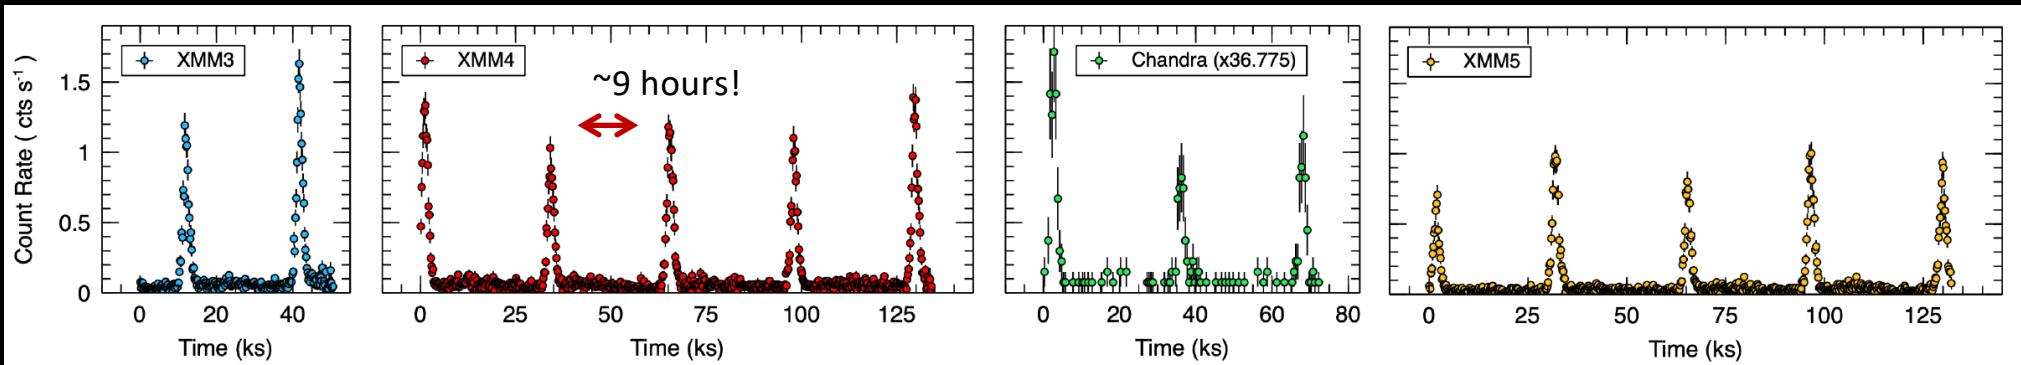 Count Rate ( cts s⁻¹ )
1.5
1
0.5
0
XMM3
0 20 40
Time (ks)
XMM4
~9 hours!
0 25 50 75 100 125
Time (ks)
Chandra (x36.775)
0 20 40 60 80
Time (ks)
XMM5
0 25 50 75 100 125
Time (ks)